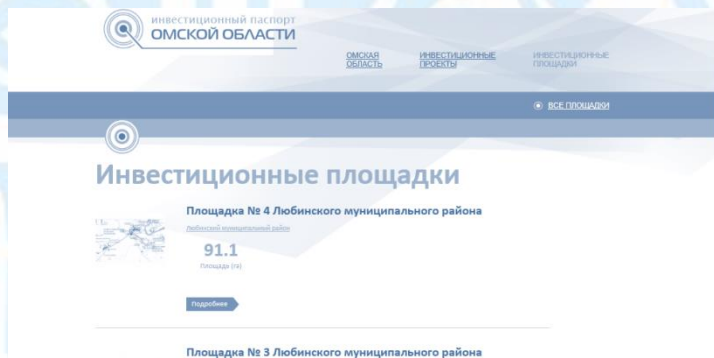 инвестиционный паспорт
ОМСКОЙ ОБЛАСТИ
ОМСКАЯ
ОБЛАСТЬ
ИНВЕСТИЦИОННЫЕ
ПРОЕКТЫ
ИНВЕСТИЦИОННЫЕ
ПЛОЩАДКИ
ВСЕ ПЛОЩАДКИ
Инвестиционные площадки
Площадка № 4 Любинского муниципального района
Любинский муниципальный район
91.1
Площадь (га)
Подробнее
Площадка № 3 Любинского муниципального района